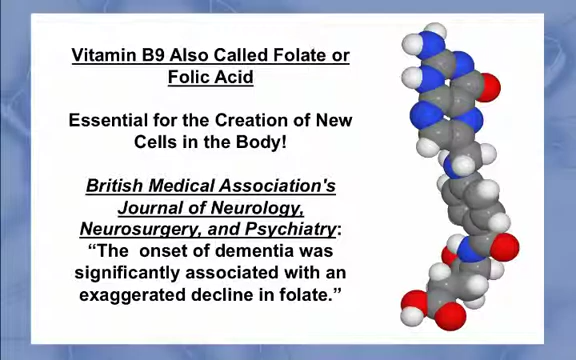 Vitamin B9 Also Called Folate or
Folic Acid
Essential for the Creation of New
Cells in the Body!
British Medical Association's
Journal of Neurology,
Neurosurgery, and Psychiatry:
“The onset of dementia was
significantly associated with an
exaggerated decline in folate.”